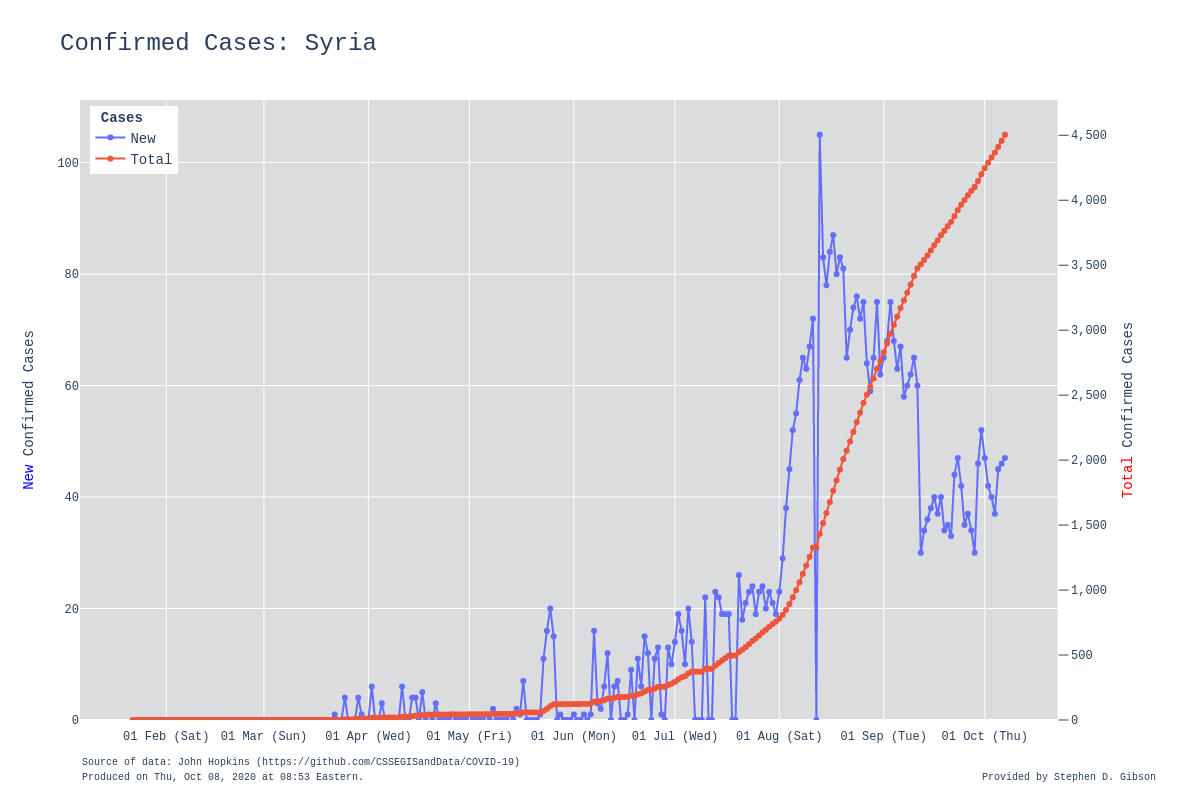 Confirmed Cases: Syria
Cases
New
Total
100
80
60
40
20
0
4,500
4,000
3,500
3,000
2,500
2,000
1,500
1,000
500
0
New Confirmed Cases
Total Confirmed Cases
01 Feb (Sat) 01 Mar (Sun) 01 Apr (Wed) 01 May (Fri) 01 Jun (Mon) 01 Jul (Wed) 01 Aug (Sat) 01 Sep (Tue) 01 Oct (Thu)
Source of data: John Hopkins (https://github.com/CSSEGISandData/COVID-19)
Produced on Thu, Oct 08, 2020 at 08:53 Eastern.
Provided by Stephen D. Gibson